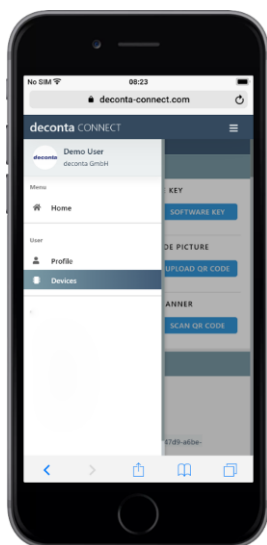 No SIM 08:23
deconta-connect.com
deconta CONNECT
deconta
Demo User
deconta GmbH
Menu
Home
User
Profile
Devices
KEY
SOFTWARE KEY
DE PICTURE
UPLOAD QR CODE
ANNER
SCAN QR CODE
87d9-a6be-